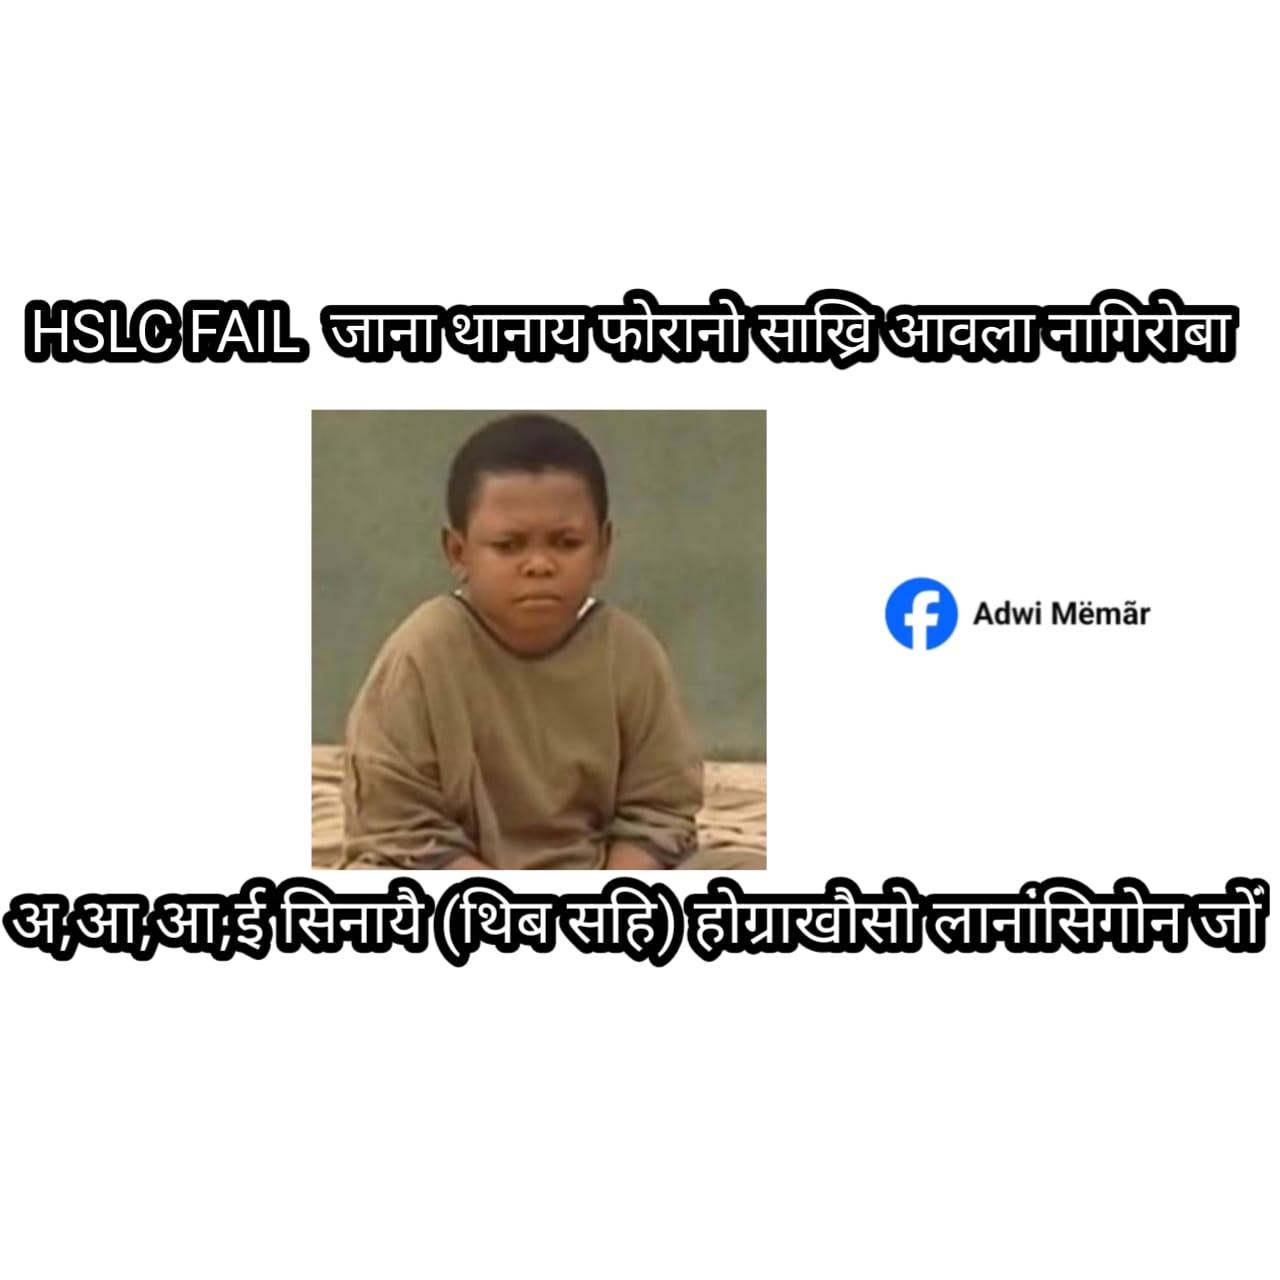 HSLC FAIL जाना थानाय फोरानो साख्रि आवला नागिरोबा
Adwi Mëmãr
अ,आ,आ,ई सिनायै (थिब सहि) होग्राखौसो लानांसिगोन जों